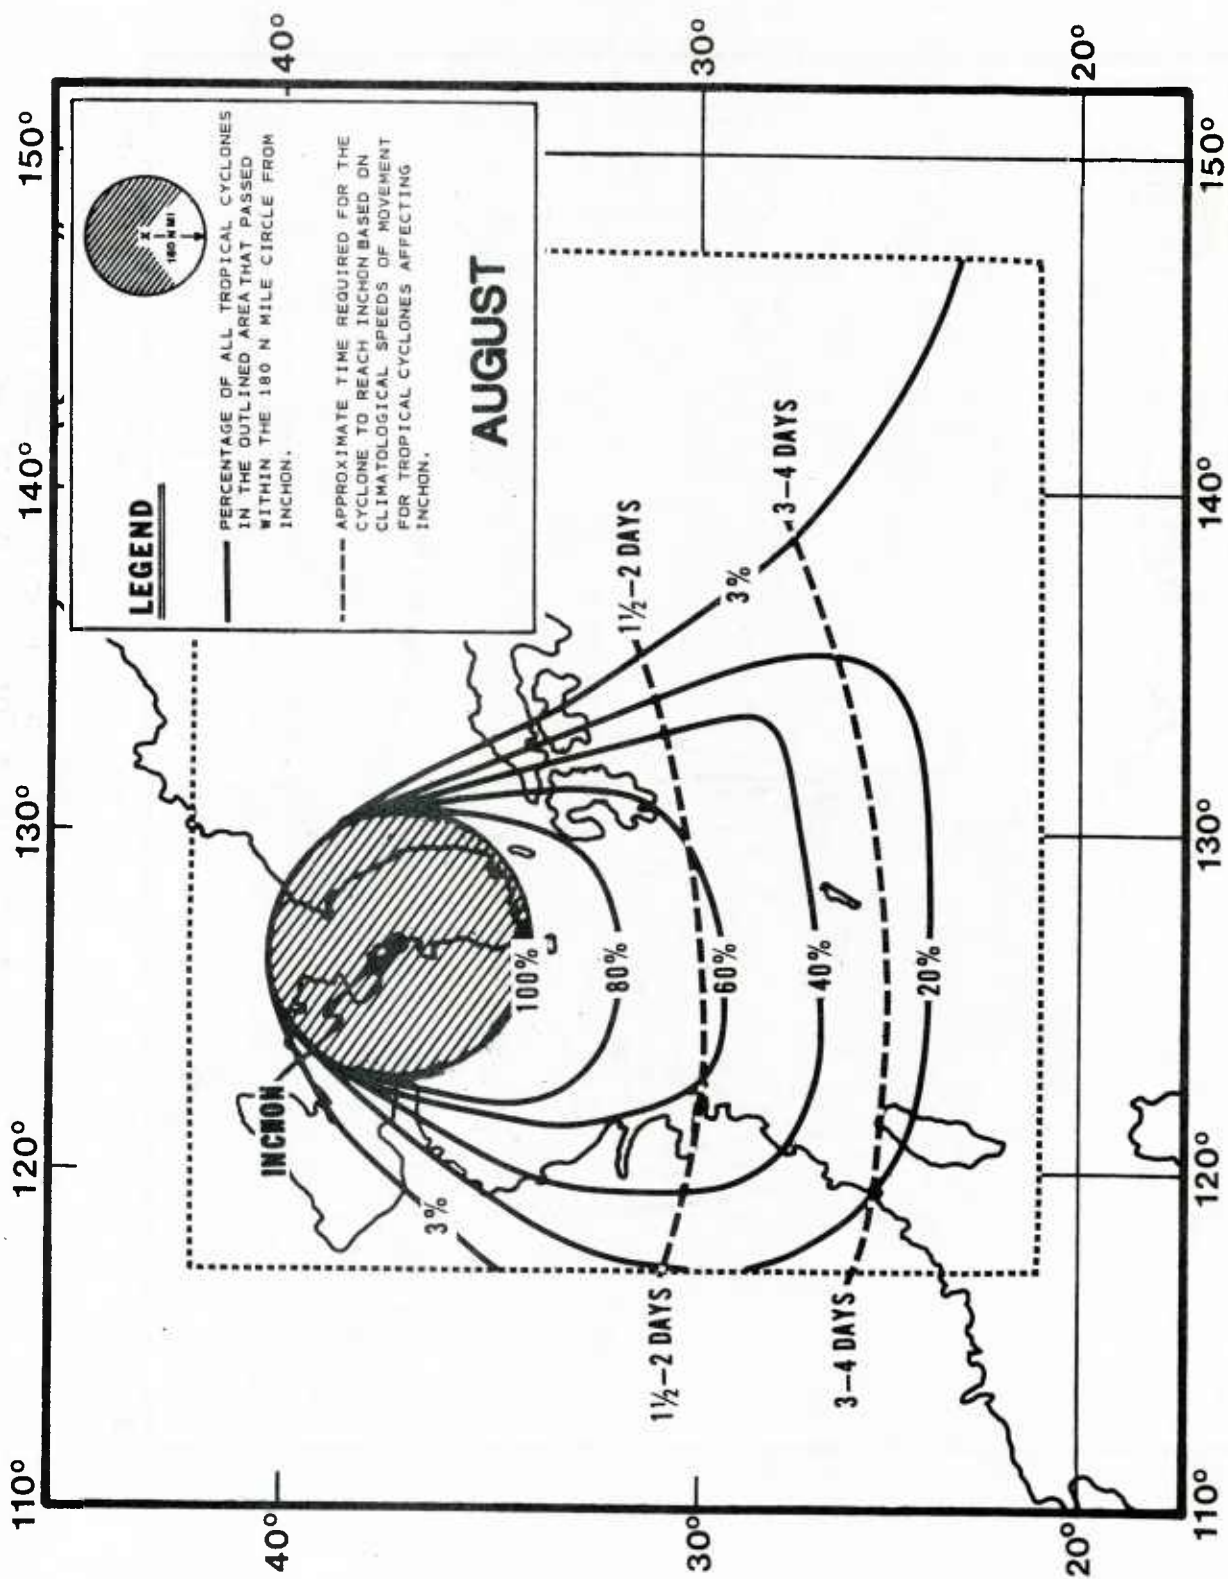 110°
120°
130°
140°
150°
40°
40°
30°
30°
20°
20°
110°
120°
130°
140°
150°
LEGEND
X
180 N MI
PERCENTAGE OF ALL TROPICAL CYCLONES
IN THE OUTLINED AREA THAT PASSED
WITHIN THE 180 N MILE CIRCLE FROM
INCHON.
APPROXIMATE TIME REQUIRED FOR THE
CYCLONE TO REACH INCHON BASED ON
CLIMATOLOGICAL SPEEDS OF MOVEMENT
FOR TROPICAL CYCLONES AFFECTING
INCHON.
AUGUST
INCHON
3%
100%
80%
60%
40%
20%
3%
1½–2 DAYS
1½–2 DAYS
3–4 DAYS
3–4 DAYS